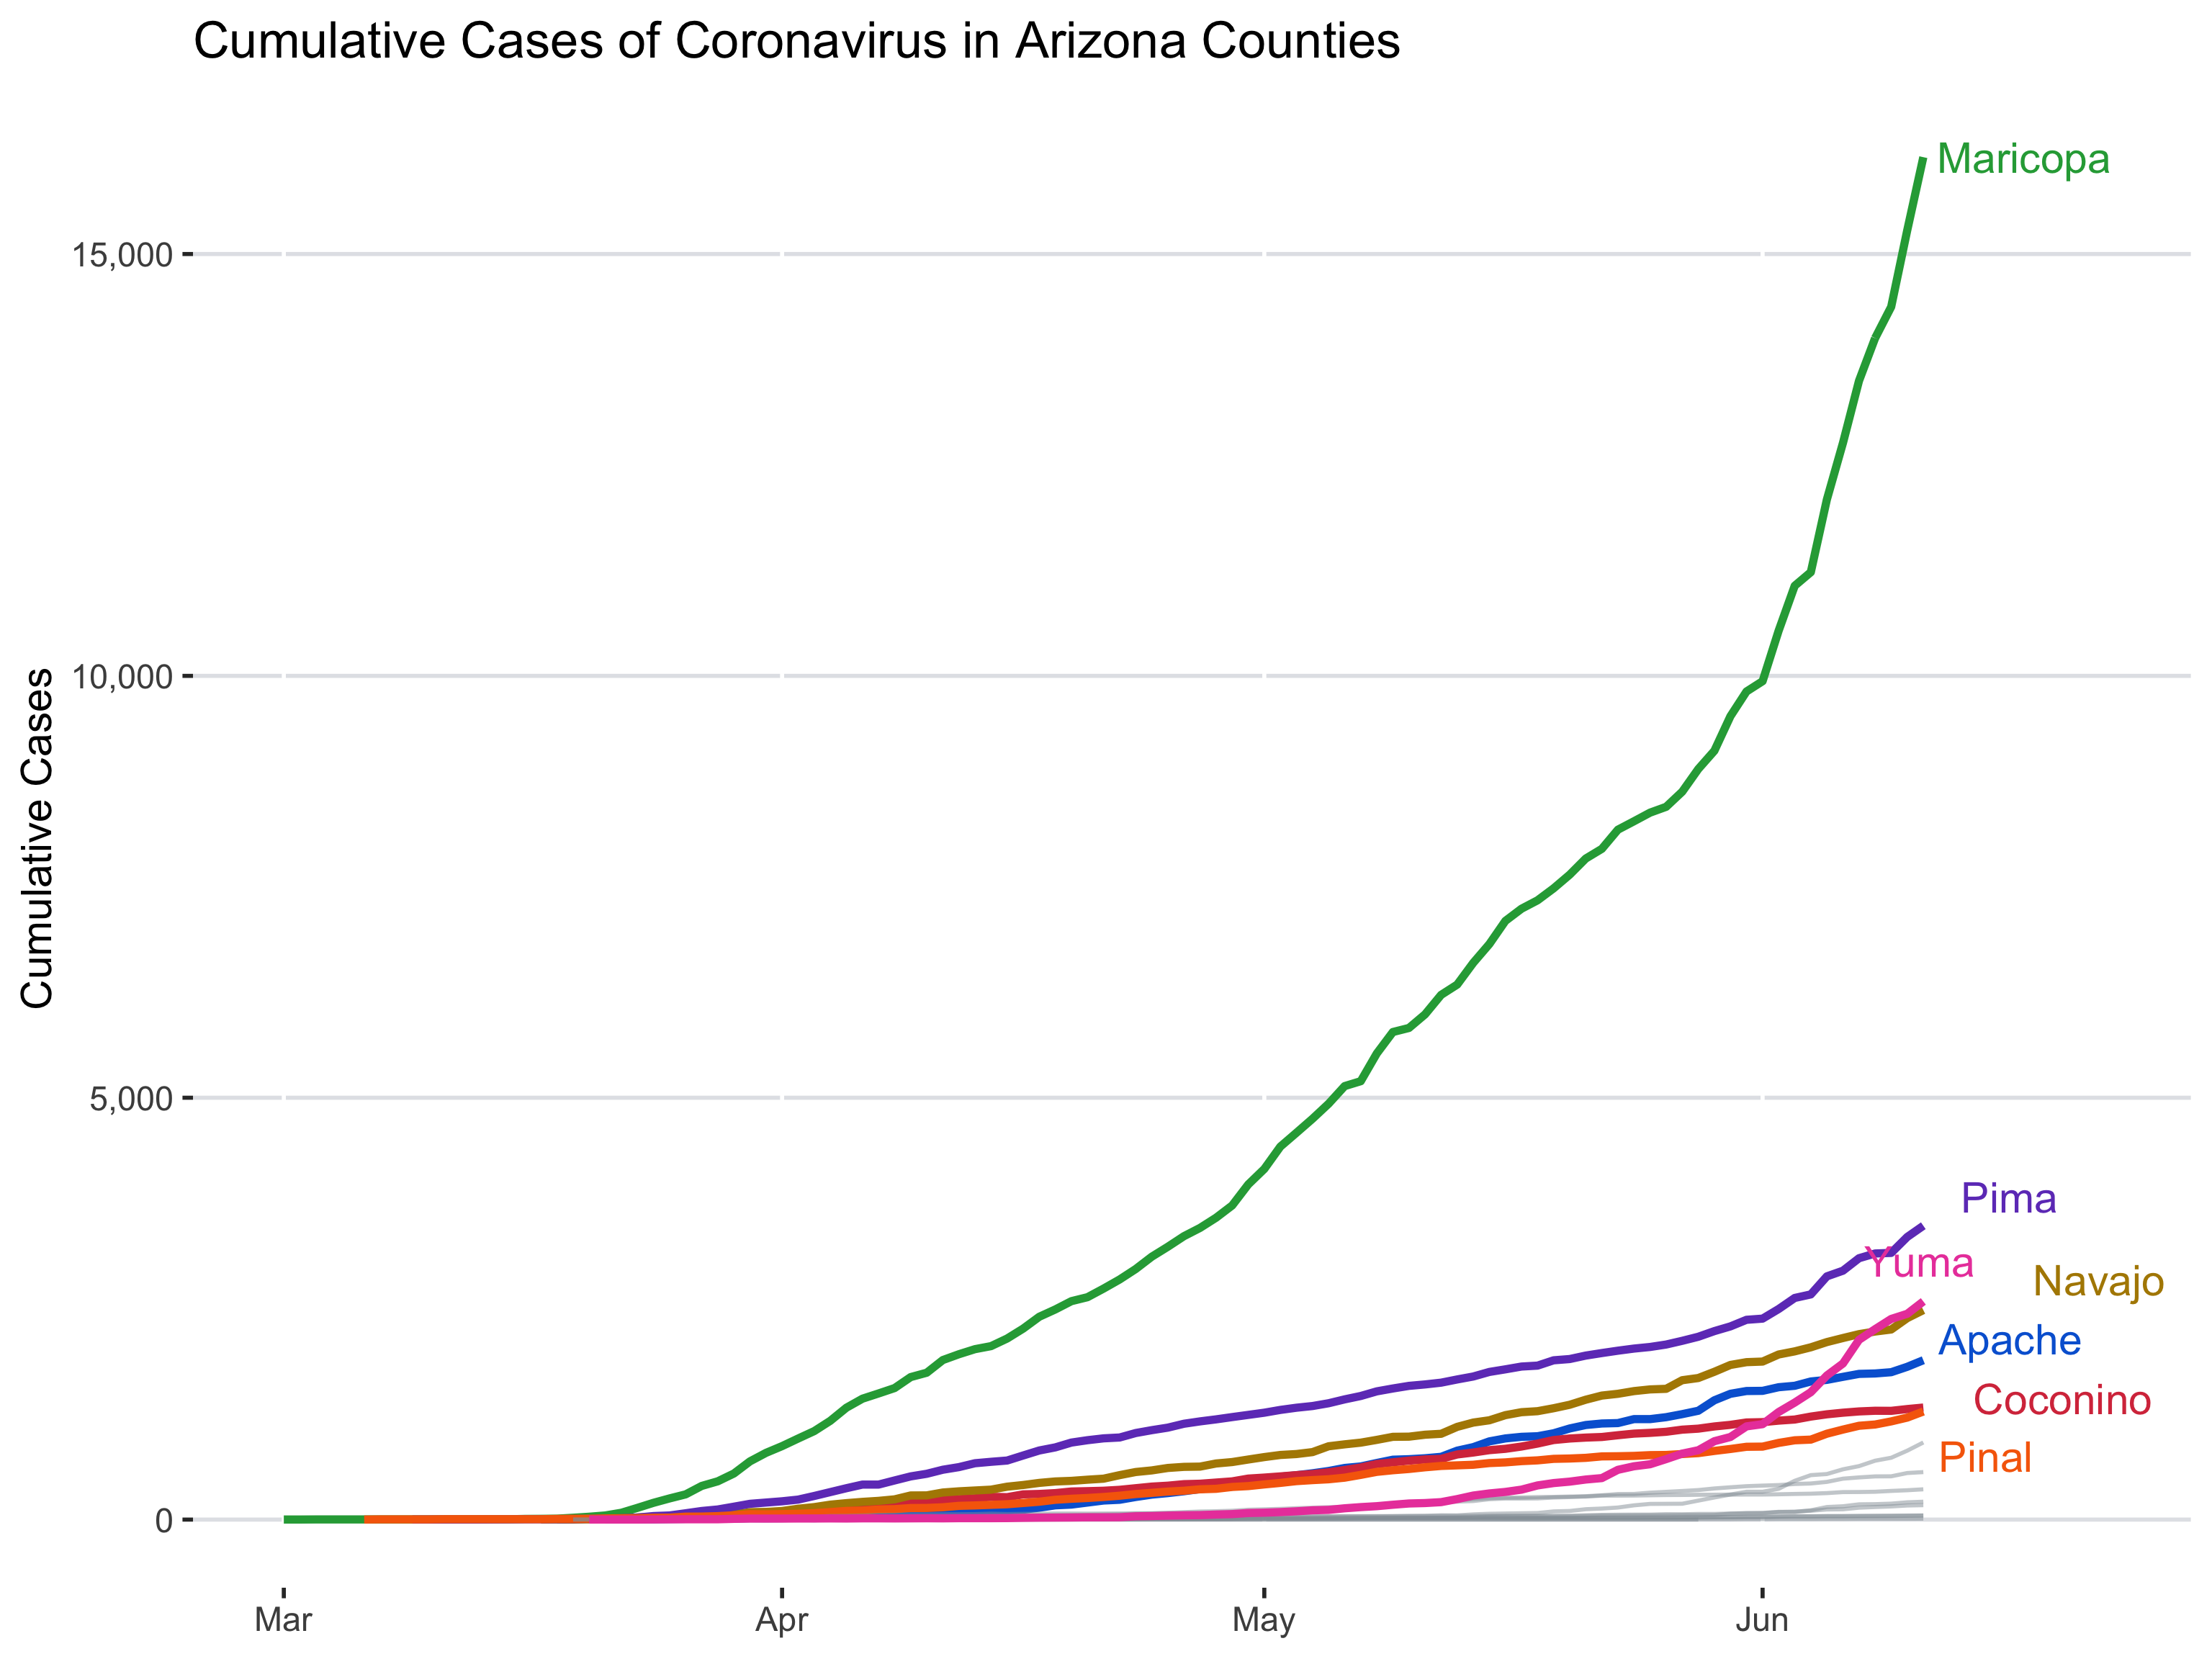 Cumulative Cases of Coronavirus in Arizona Counties
Maricopa
15,000
10,000
Cumulative Cases
5,000
Pima
Yuma
Navajo
Apache
Coconino
Pinal
0
Mar Apr May Jun